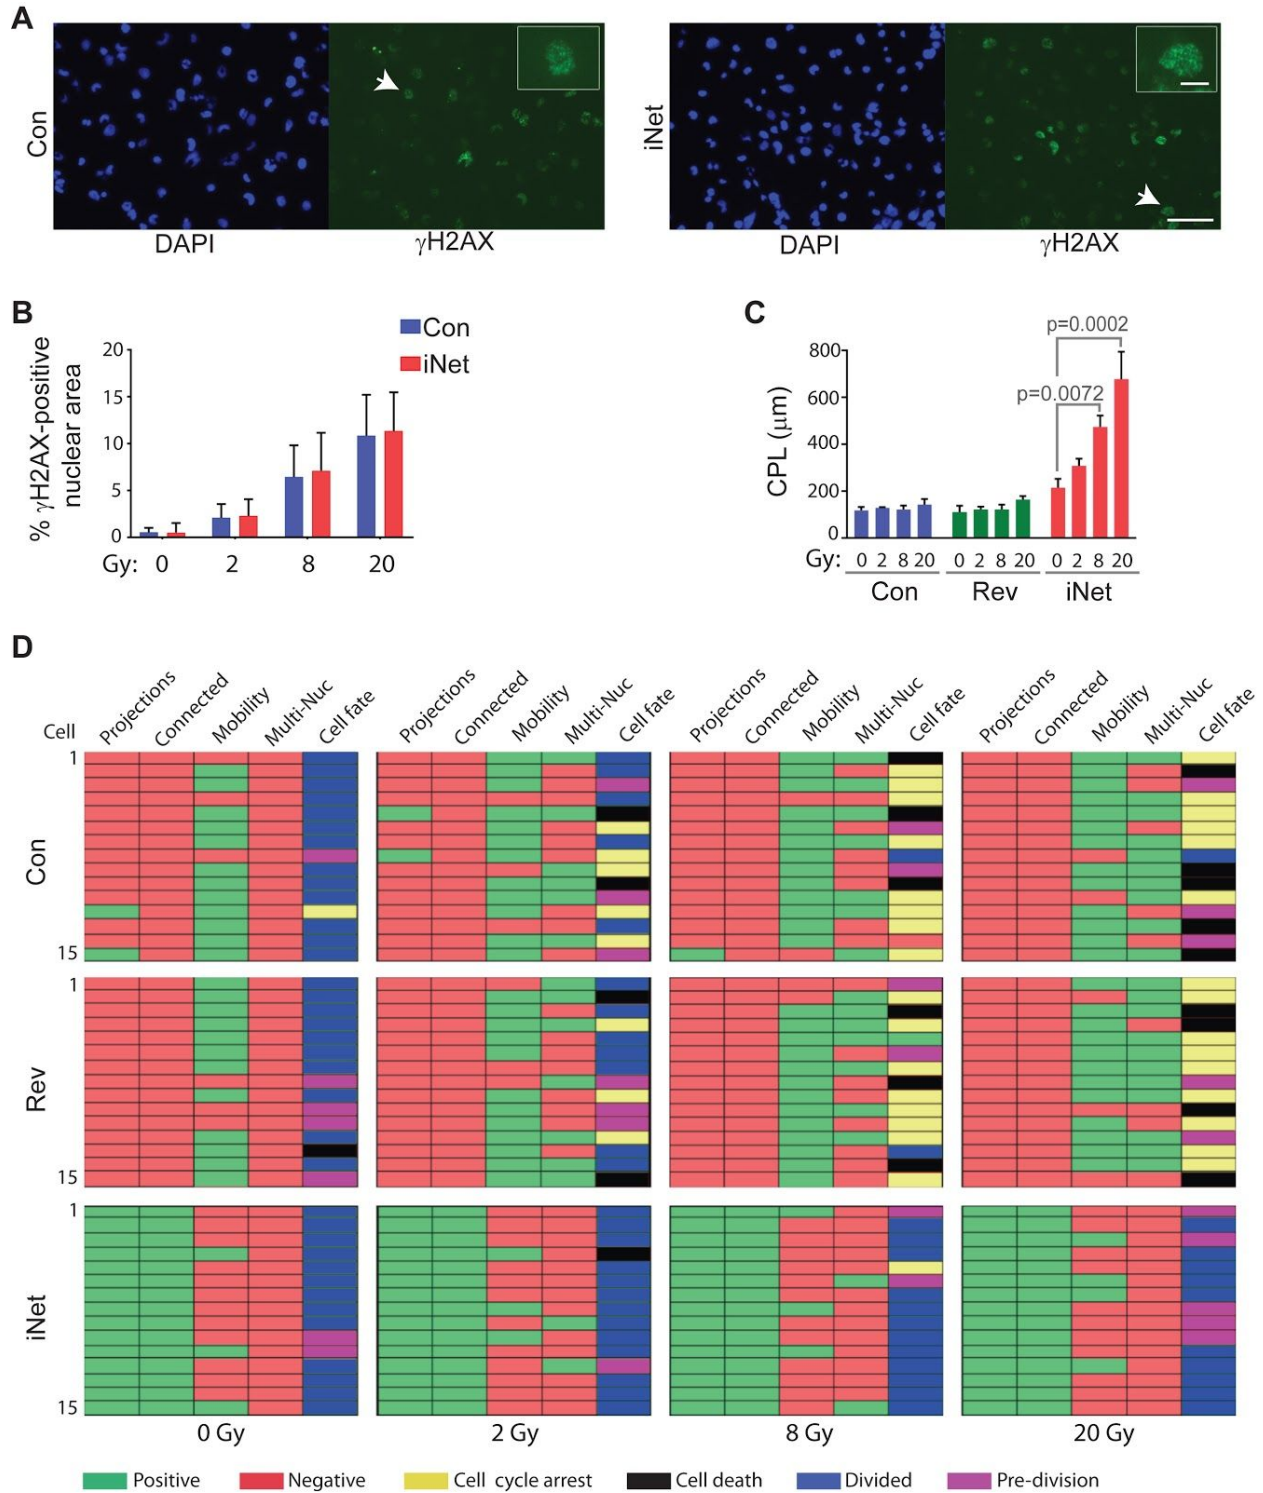 A
Con
DAPI
γH2AX
iNet
DAPI
γH2AX
B
Con
iNet
% γH2AX-positive
nuclear area
20
15
10
5
0
Gy: 0 2 8 20
C
p=0.0002
p=0.0072
CPL (μm)
800
600
400
200
0
Gy: 0 2 8 20 0 2 8 20 0 2 8 20
Con Rev iNet
D
Cell Projections Connected Mobility Multi-Nuc Cell fate Projections Connected Mobility Multi-Nuc Cell fate Projections Connected Mobility Multi-Nuc Cell fate Projections Connected Mobility Multi-Nuc Cell fate
1
Con
15
1
Rev
15
1
iNet
15
0 Gy 2 Gy 8 Gy 20 Gy
Positive Negative Cell cycle arrest Cell death Divided Pre-division